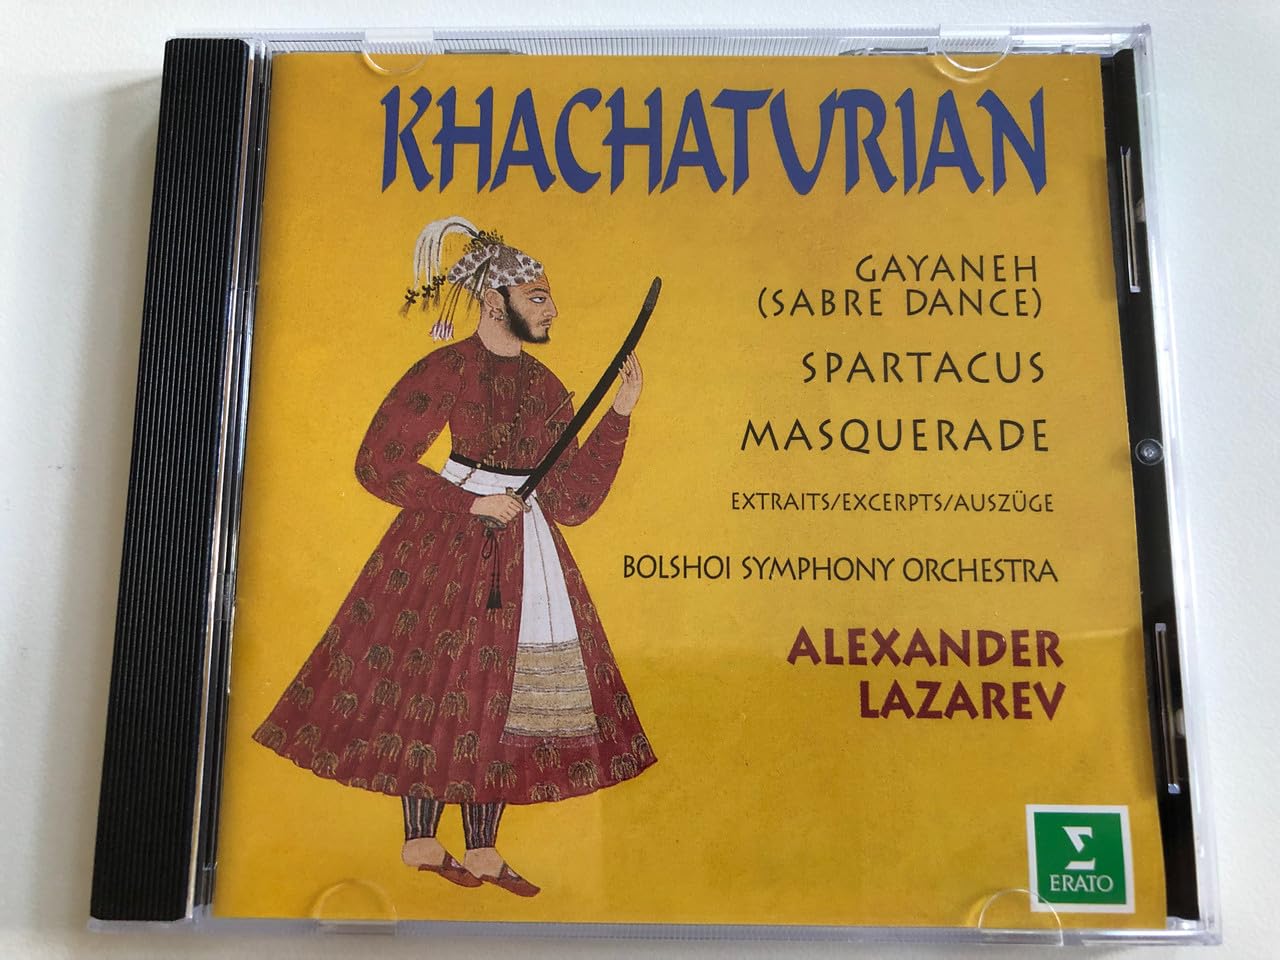 KHACHATURIAN
GAYANEH
(SABRE DANCE)
SPARTACUS
MASQUERADE
EXTRAITS/EXCERPTS/AUSZÜGE
BOLSHOI SYMPHONY ORCHESTRA
ALEXANDER
LAZAREV
ERATO